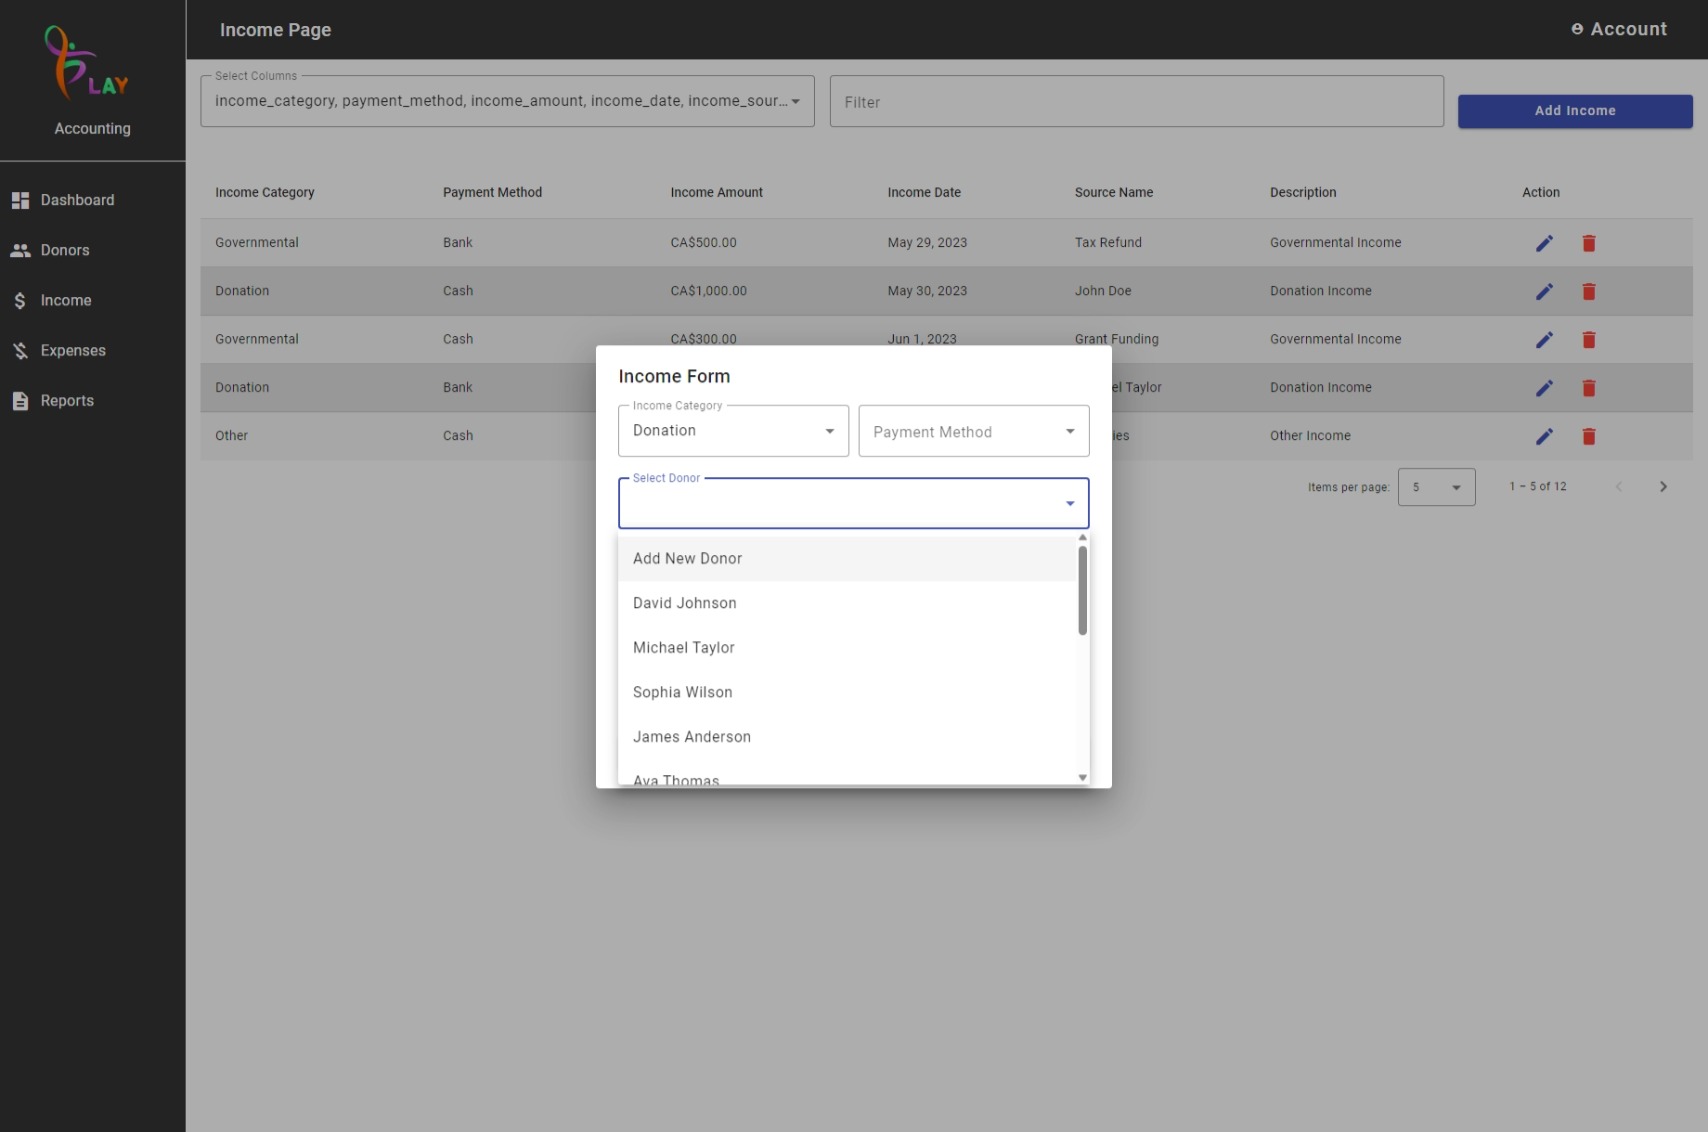 LAY
Accounting
Dashboard
Donors
Income
Expenses
Reports
Income Page
Account
Select Columns
income_category, payment_method, income_amount, income_date, income_sour...
Filter
Add Income
Income Category Payment Method Income Amount Income Date Source Name Description Action
Governmental Bank CA$500.00 May 29, 2023 Tax Refund Governmental Income
Donation Cash CA$1,000.00 May 30, 2023 John Doe Donation Income
Governmental Cash CA$300.00 Jun 1, 2023 Grant Funding Governmental Income
Donation Bank el Taylor Donation Income
Other Cash ies Other Income
Items per page: 5 1 – 5 of 12
Income Form
Income Category
Donation
Payment Method
Select Donor
Add New Donor
David Johnson
Michael Taylor
Sophia Wilson
James Anderson
Ava Thomas